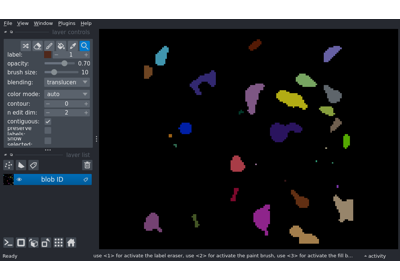 File View Window Plugins Help
layer controls
label: 1
opacity: 0.70
brush size: 10
blending: translucen
color mode: auto
contour: 0
n edit dim: 2
contiguous:
preserve
labels:
show
selected:
layer list
blob ID
Ready use <1> for activate the label eraser, use <2> for activate the paint brush, use <3> for activate the fill b... activity